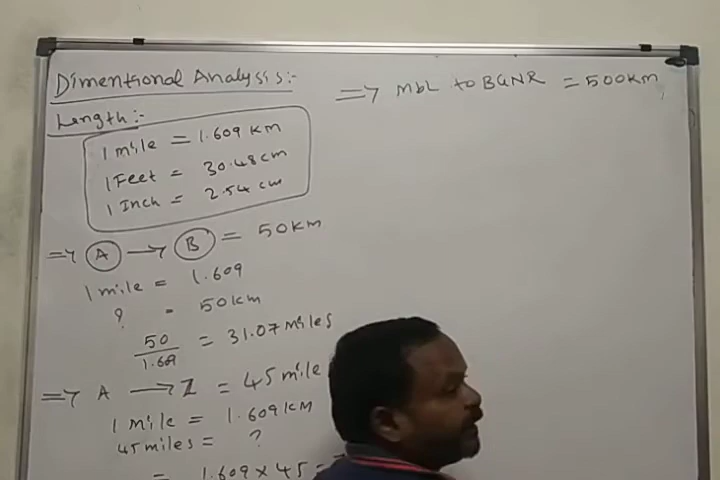 Dimentional Analysis:-
Length:-
1 mile = 1.609 KM
1 Feet = 30.48 cm
1 Inch = 2.54 cm
=> A → B = 50KM
1 mile = 1.609
? = 50KM
50/1.609 = 31.07 Miles
=> A → Z = 45 mile
1 Mile = 1.609 KM
45 miles = ?
= 1.609 x 45 =
=> MBL to BGNR = 500KM